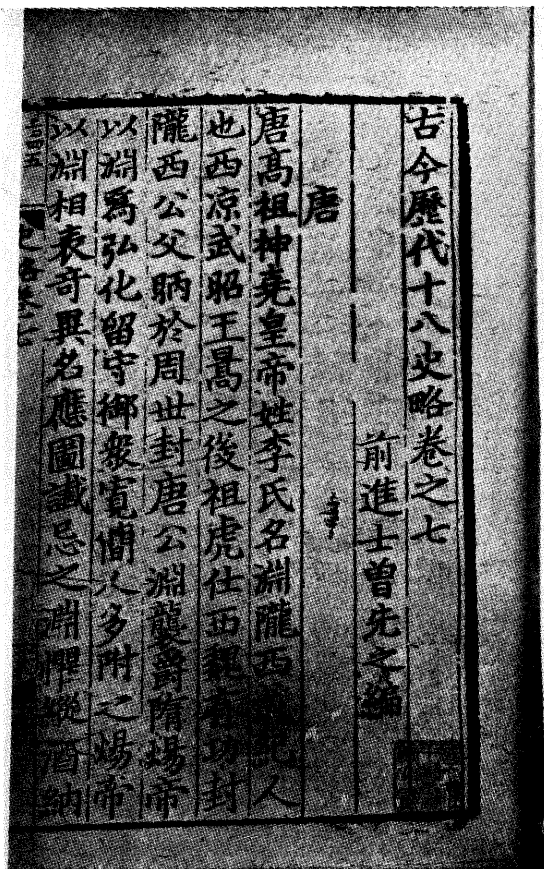 古今歷代十八史略卷之七
前進士曾先之編
唐
唐髙祖神堯皇帝姓李氏名淵隴西成紀人
也西凉武昭王暠之後祖虎仕西魏有功封
隴西公父昞於周世封唐公淵襲爵隋煬帝
以淵爲弘化留守御衆寬簡人多附之煬帝
以淵相表奇異名應圖讖忌之淵懼縱酒納